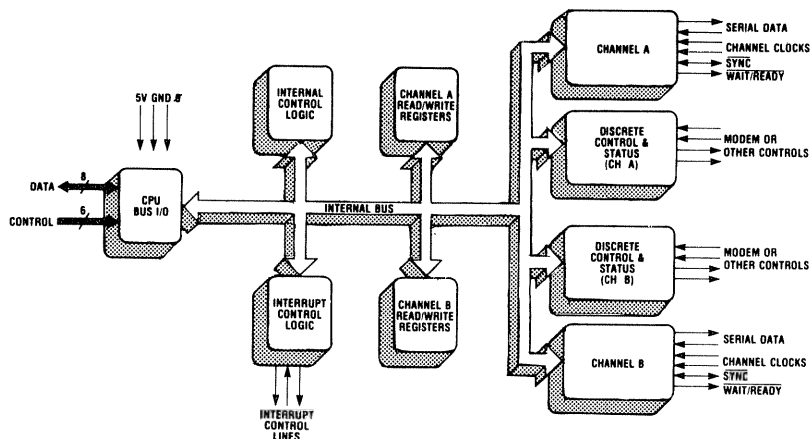 CHANNEL A
SERIAL DATA
CHANNEL CLOCKS
SYNC
WAIT/READY
INTERNAL
CONTROL
LOGIC
CHANNEL A
READ/WRITE
REGISTERS
5V GND
DISCRETE
CONTROL &
STATUS
(CH A)
MODEM OR
OTHER CONTROLS
DATA
8
CONTROL
6
CPU
BUS I/O
INTERNAL BUS
DISCRETE
CONTROL &
STATUS
(CH B)
MODEM OR
OTHER CONTROLS
INTERRUPT
CONTROL
LOGIC
CHANNEL B
READ/WRITE
REGISTERS
CHANNEL B
SERIAL DATA
CHANNEL CLOCKS
SYNC
WAIT/READY
INTERRUPT
CONTROL
LINES